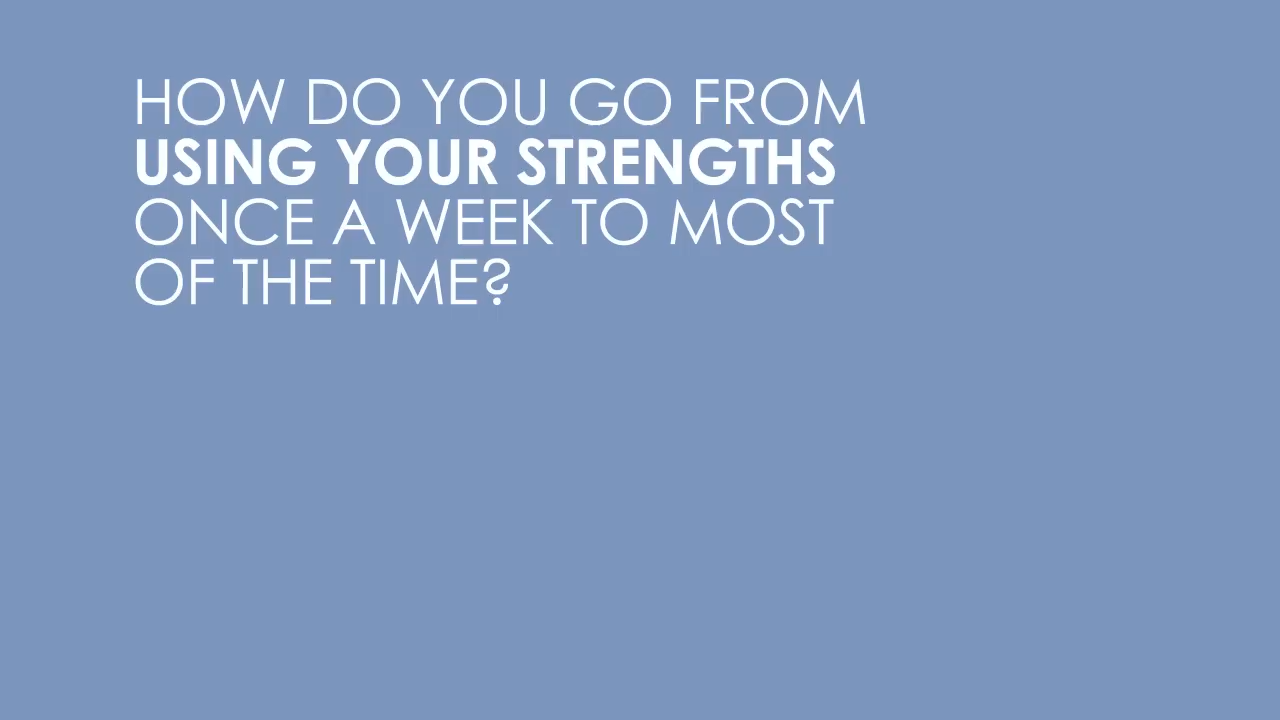 HOW DO YOU GO FROM
USING YOUR STRENGTHS
ONCE A WEEK TO MOST
OF THE TIME?